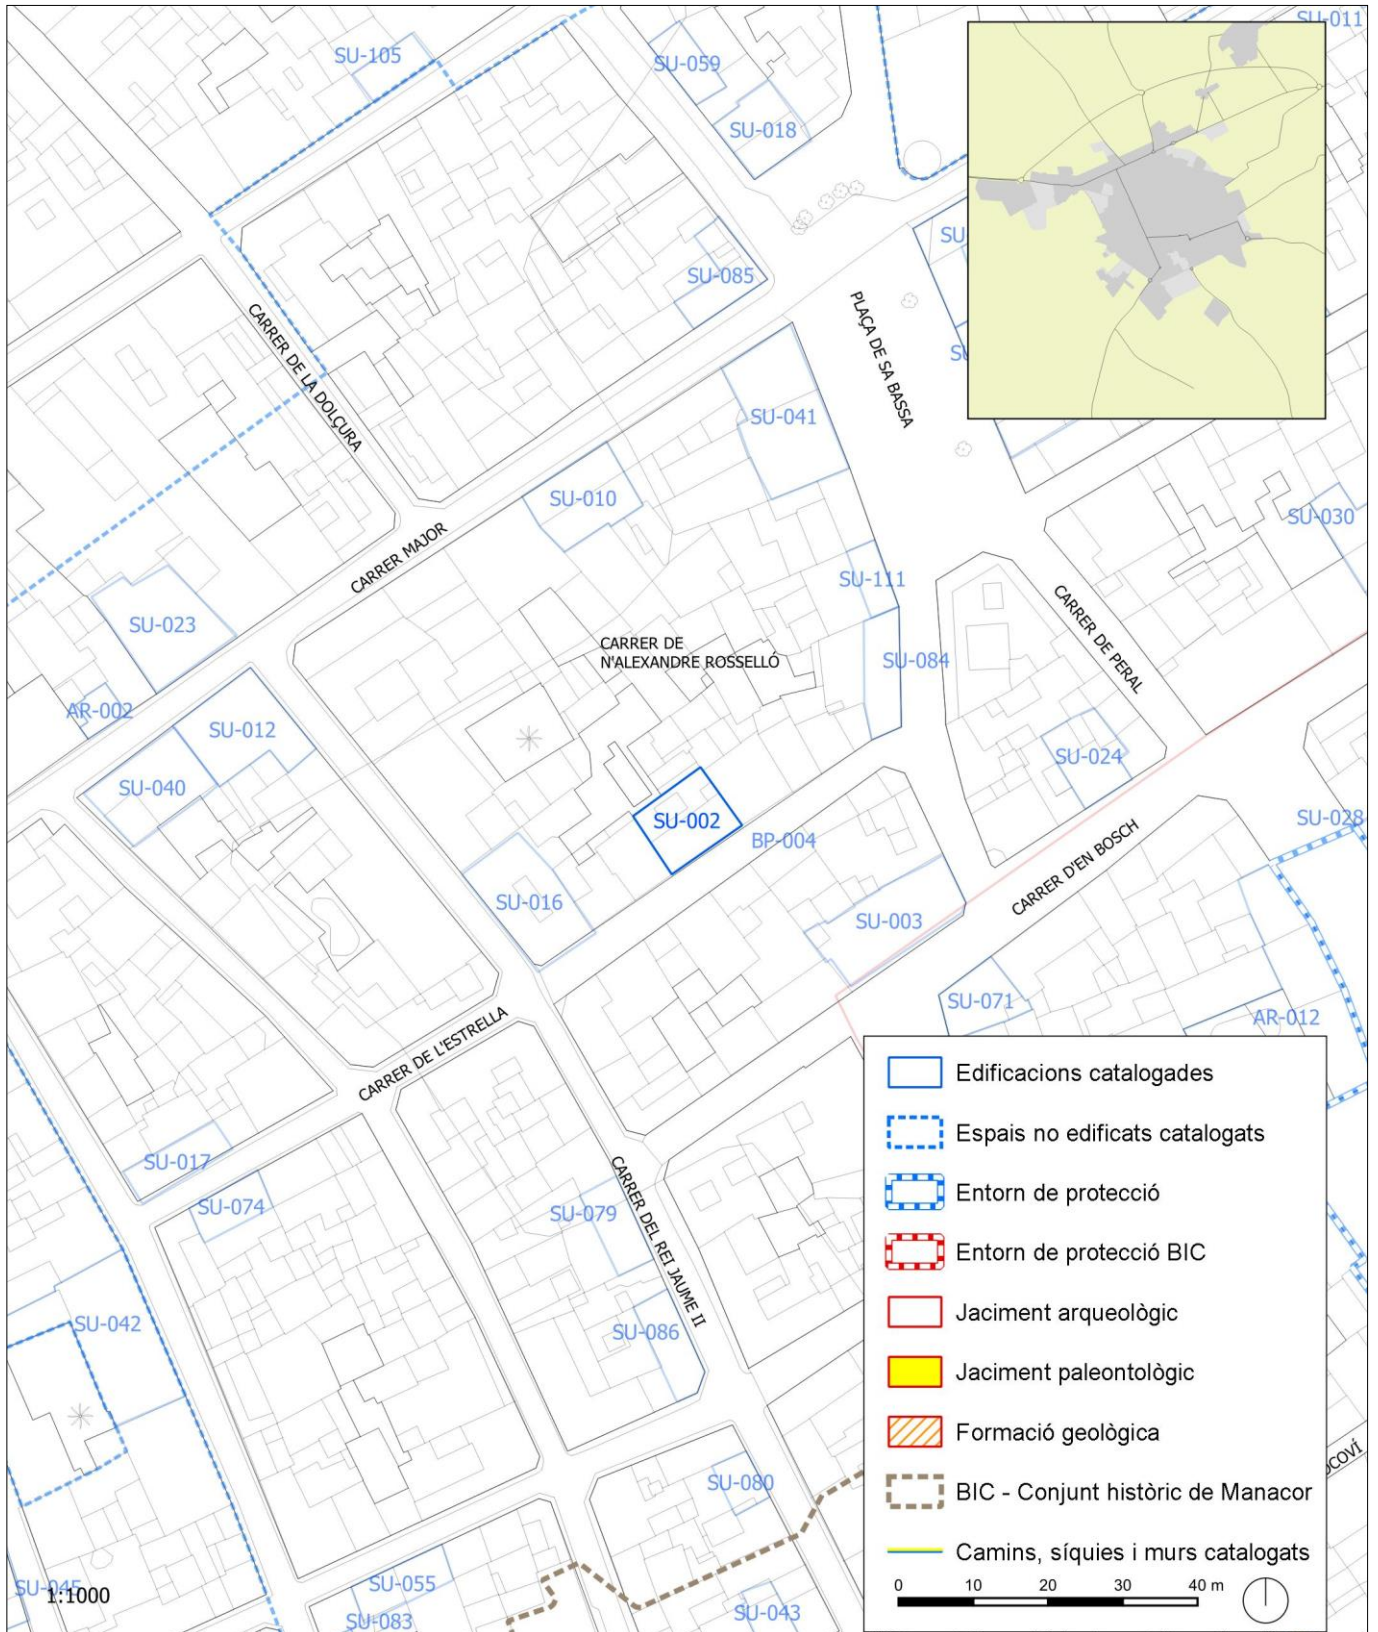 SU-011
SU-105
SU-059
SU-018
SU-085
SU
SU-041
SU-010
SU-030
SU-111
SU-023
SU-084
AR-002
SU-012
SU-040
SU-024
SU-002
BP-004
SU-028
SU-016
SU-003
SU-071
AR-012
SU-017
SU-074
SU-079
SU-042
SU-086
SU-080
SU-045
SU-055
SU-083
SU-043
CARRER DE LA DOLÇURA
PLAÇA DE SA BASSA
CARRER MAJOR
CARRER DE
N'ALEXANDRE ROSSELLÓ
CARRER DE PERAL
CARRER D'EN BOSCH
CARRER DE L'ESTRELLA
CARRER DEL REI JAUME II
OCOVÍ
Edificacions catalogades
Espais no edificats catalogats
Entorn de protecció
Entorn de protecció BIC
Jaciment arqueològic
Jaciment paleontològic
Formació geològica
BIC - Conjunt històric de Manacor
Camins, síquies i murs catalogats
0 10 20 30 40 m
1:1000